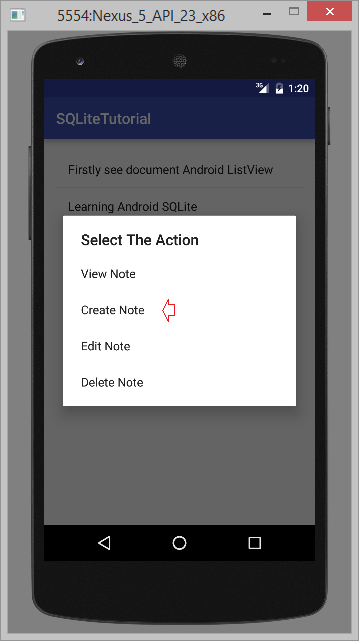 5554:Nexus_5_API_23_x86
3G 1:20
SQLiteTutorial
Firstly see document Android ListView
Learning Android SQLite
Select The Action
View Note
Create Note
Edit Note
Delete Note